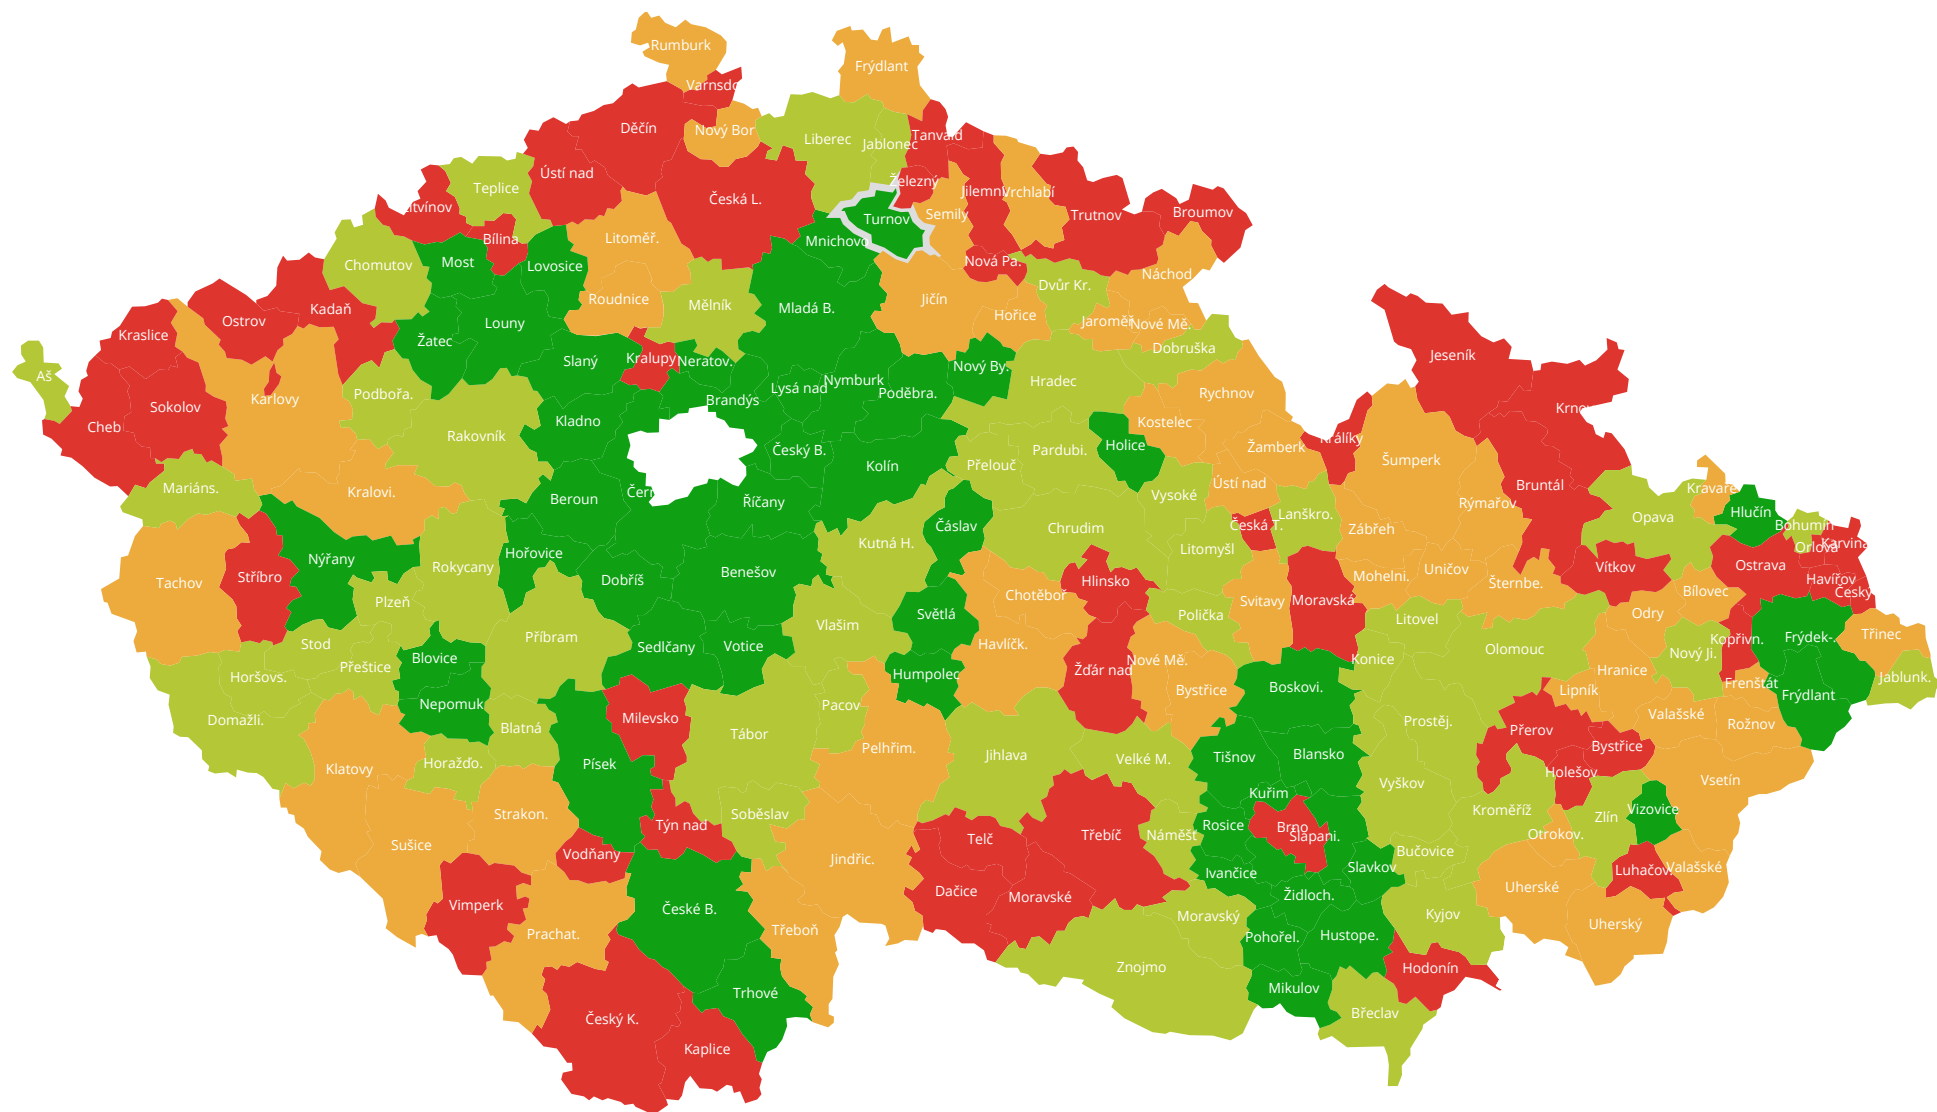 Rumburk
Frýdlant
Varnsdo
Děčín
Nový Bor
Liberec
Jablonec
Tanvald
Ústí nad
Teplice
Železný
Jilemni
Vrchlabí
Česká L.
itvínov
Turnov
Semily
Trutnov
Broumov
Bílina
Litoměř.
Mnichovo
Chomutov
Most
Lovosice
Nová Pa.
Náchod
Dvůr Kr.
Roudnice
Mělník
Mladá B.
Jičín
Hořice
Kadaň
Ostrov
Louny
Jaroměř
Nové Mě.
Kraslice
Žatec
Dobruška
Slaný
Kralupy
Neratov.
Nový By.
Jeseník
Aš
Hradec
Lysá nad
Nymburk
Poděbra.
Podbořa.
Rychnov
Brandýs
Karlovy
Sokolov
Krnov
Cheb
Kladno
Kostelec
Rakovník
Holice
Králíky
Český B.
Pardubi.
Žamberk
Přelouč
Kolín
Šumperk
Mariáns.
Kralovi.
Beroun
Čer
Říčany
Vysoké
Ústí nad
Bruntál
Kravaře
Rýmařov
Hlučín
Lanškro.
Opava
Čáslav
Chrudim
Česká T.
Bohumín
Zábřeh
Kutná H.
Orlová
Karviná
Hořovice
Litomyšl
Nýřany
Rokycany
Ostrava
Vítkov
Uničov
Benešov
Stříbro
Tachov
Dobříš
Mohelni.
Hlinsko
Šternbe.
Havířov
Bílovec
Český
Chotěboř
Plzeň
Svitavy
Moravská
Světlá
Polička
Odry
Litovel
Vlašim
Příbram
Třinec
Frýdek-.
Kopřivn.
Stod
Havlíčk.
Sedlčany
Votice
Olomouc
Nový Ji.
Blovice
Konice
Nové Mě.
Přeštice
Žďár nad
Hranice
Humpolec
Horšovs.
Jablunk.
Frenštát
Boskovi.
Bystřice
Lipník
Frýdlant
Nepomuk
Pacov
Valašské
Domažli.
Milevsko
Prostěj.
Rožnov
Blatná
Přerov
Tábor
Pelhřim.
Bystřice
Jihlava
Blansko
Tišnov
Velké M.
Horažďo.
Písek
Klatovy
Holešov
Vsetín
Vyškov
Kuřim
Kroměříž
Vizovice
Strakon.
Soběslav
Zlín
Týn nad
Rosice
Brno
Šlapani.
Otrokov.
Třebíč
Náměšť
Telč
Sušice
Bučovice
Vodňany
Jindřic.
Slavkov
Valašské
Luhačov.
Ivančice
Uherské
Dačice
Židloch.
Moravské
Vimperk
České B.
Kyjov
Moravský
Uherský
Třeboň
Prachat.
Pohořel.
Hustope.
Znojmo
Hodonín
Mikulov
Trhové
Břeclav
Český K.
Kaplice